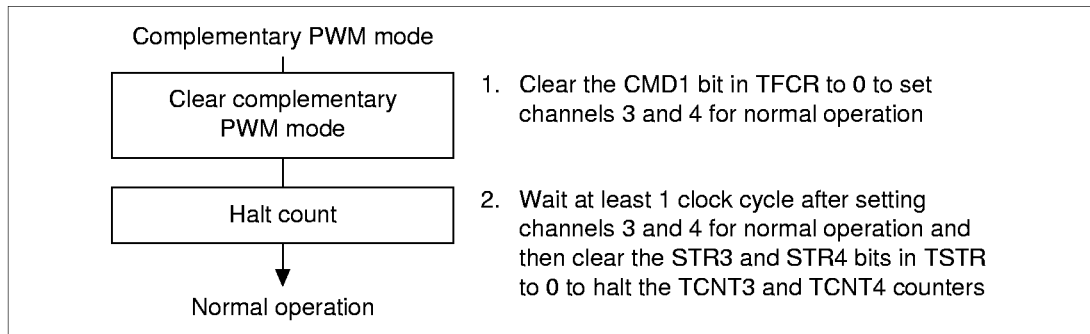 Complementary PWM mode
Clear complementary
PWM mode
1. Clear the CMD1 bit in TFCR to 0 to set
channels 3 and 4 for normal operation
Halt count
2. Wait at least 1 clock cycle after setting
channels 3 and 4 for normal operation and
then clear the STR3 and STR4 bits in TSTR
to 0 to halt the TCNT3 and TCNT4 counters
Normal operation